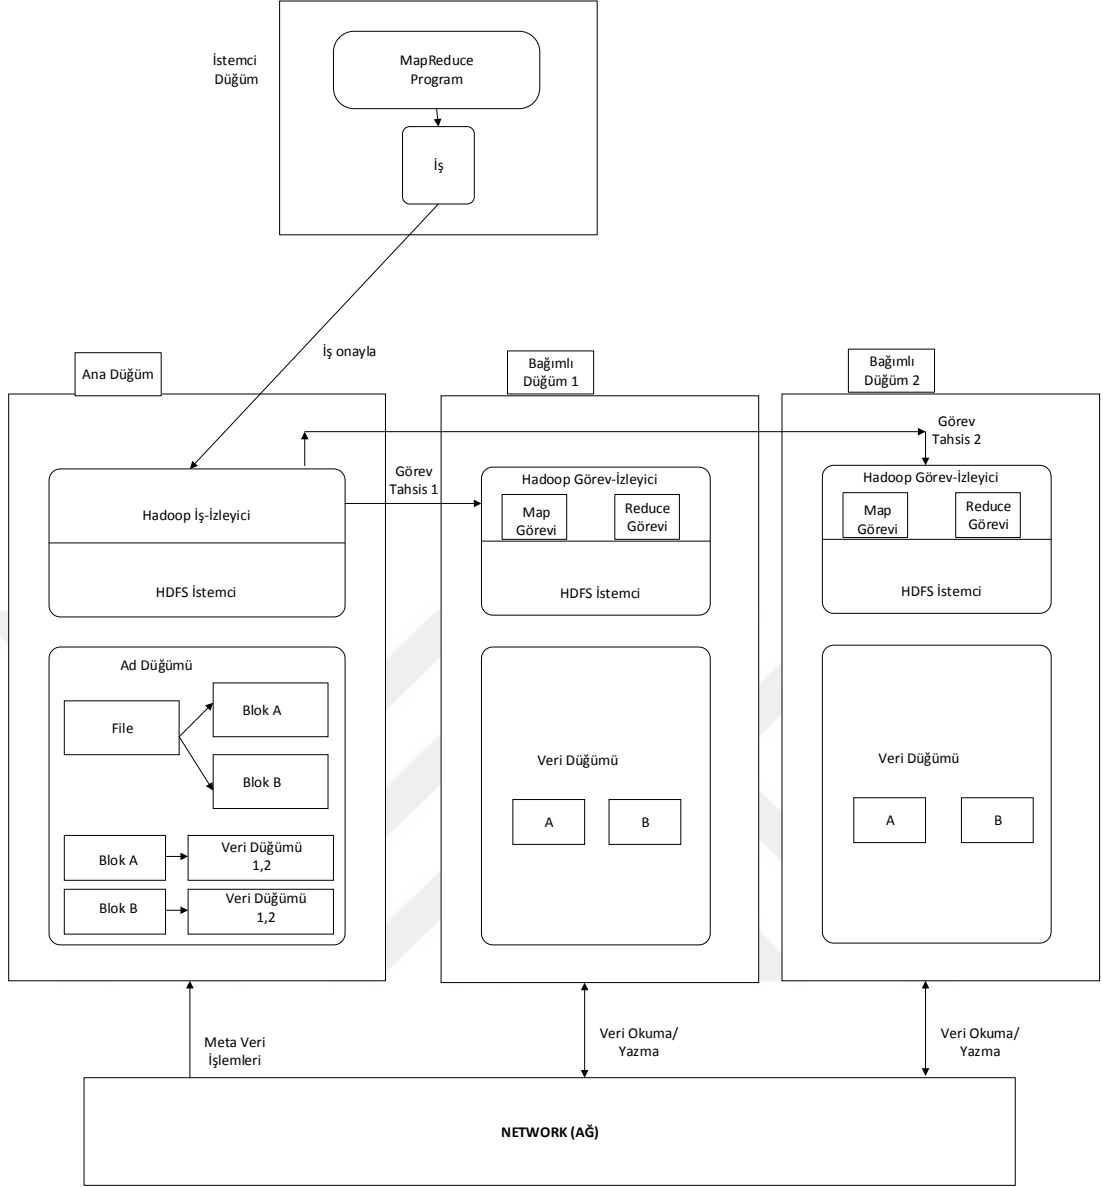 İstemci
Düğüm
MapReduce
Program
İş
İş onayla
Ana Düğüm
Bağımlı
Düğüm 1
Bağımlı
Düğüm 2
Görev
Tahsis 2
Görev
Tahsis 1
Hadoop İş-İzleyici
HDFS İstemci
Hadoop Görev-İzleyici
Map
Görevi
Reduce
Görevi
HDFS İstemci
Hadoop Görev-İzleyici
Map
Görevi
Reduce
Görevi
HDFS İstemci
Ad Düğümü
File
Blok A
Blok B
Blok A
Veri Düğümü
1,2
Blok B
Veri Düğümü
1,2
Veri Düğümü
A
B
Veri Düğümü
A
B
Meta Veri
İşlemleri
Veri Okuma/
Yazma
Veri Okuma/
Yazma
NETWORK (AĞ)